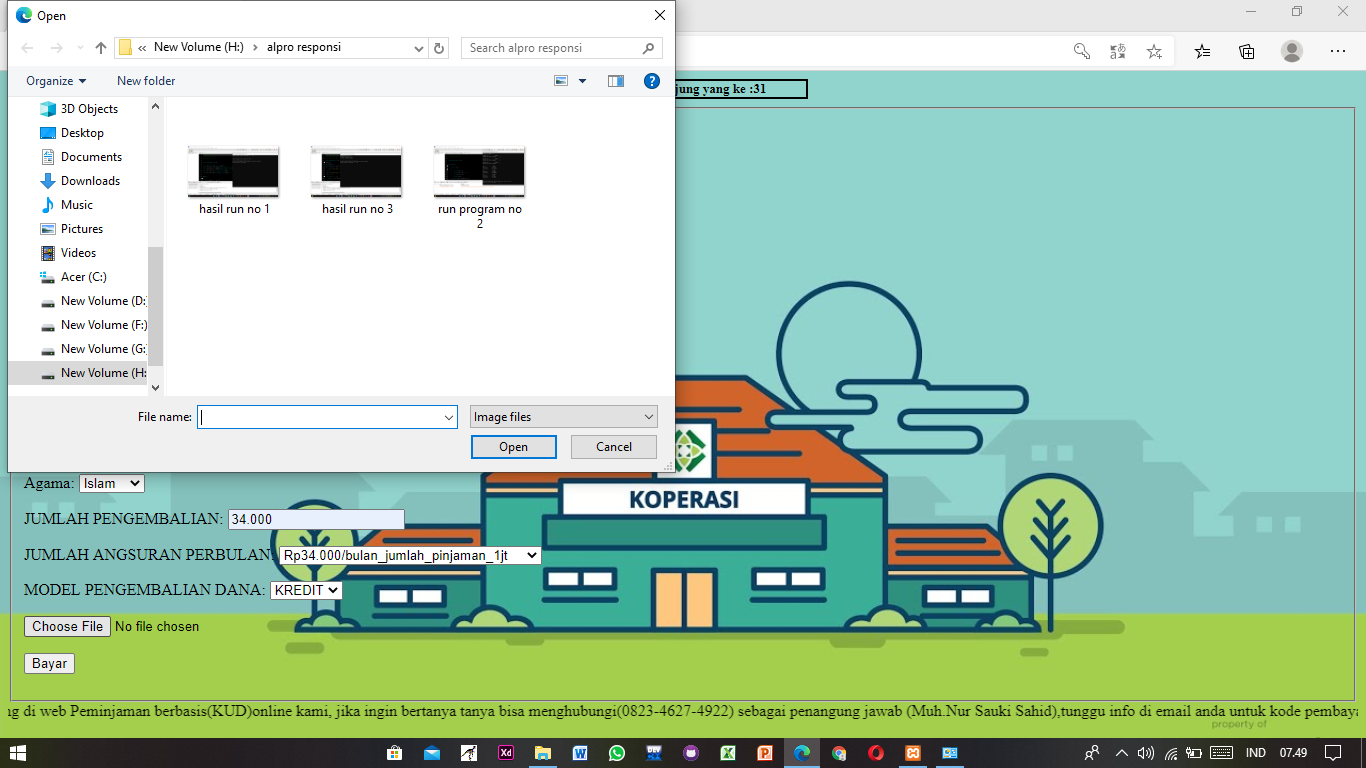 Open
« New Volume (H:) > alpro responsi
Search alpro responsi
Organize
New folder
3D Objects
Desktop
Documents
Downloads
Music
Pictures
Videos
Acer (C:)
New Volume (D:
New Volume (F:)
New Volume (G:
New Volume (H:
hasil run no 1
hasil run no 3
run program no
2
File name:
Image files
Open
Cancel
jung yang ke :31
KOPERASI
Agama: Islam
JUMLAH PENGEMBALIAN: 34.000
JUMLAH ANGSURAN PERBULAN: Rp34.000/bulan_jumlah_pinjaman_1jt
MODEL PENGEMBALIAN DANA: KREDIT
Choose File No file chosen
Bayar
ng di web Peminjaman berbasis(KUD)online kami, jika ingin bertanya tanya bisa menghubungi(0823-4627-4922) sebagai penangung jawab (Muh.Nur Sauki Sahid),tunggu info di email anda untuk kode pembaya
property of
Xd
IND
07.49